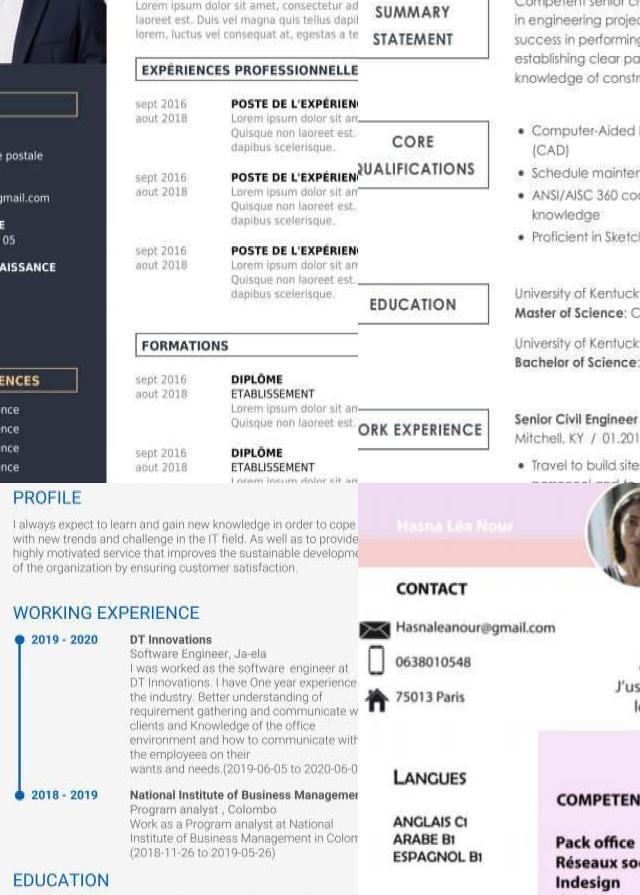 Lorem ipsum dolor sit amet, consectetur ad
laoreet est. Duis vel magna quis tellus dapi
lorem, luctus vel consequat at, egestas a te
EXPÉRIENCES PROFESSIONNELLE
sept 2016
aout 2018
POSTE DE L'EXPÉRIEN
Lorem ipsum dolor sit am
Quisque non laoreet est.
dapibus scelerisque.
sept 2016
aout 2018
POSTE DE L'EXPÉRIEN
Lorem ipsum dolor sit am
Quisque non laoreet est.
dapibus scelerisque.
sept 2016
aout 2018
POSTE DE L'EXPÉRIEN
Lorem ipsum dolor sit am
Quisque non laoreet est.
dapibus scelerisque.
FORMATIONS
sept 2016
aout 2018
DIPLÔME
ETABLISSEMENT
Lorem ipsum dolor sit am
Quisque non laoreet est.
sept 2016
aout 2018
DIPLÔME
ETABLISSEMENT
Lorem ipsum dolor sit am
e postale
gmail.com
E
05
AISSANCE
ENCES
nce
nce
nce
nce
SUMMARY
STATEMENT
Competent senior ci
in engineering projec
success in performing
establishing clear pa
knowledge of constr
CORE
QUALIFICATIONS
• Computer-Aided
(CAD)
• Schedule mainter
• ANSI/AISC 360 co
knowledge
• Proficient in Sketch
EDUCATION
University of Kentuck
Master of Science: C
University of Kentuck
Bachelor of Science:
ORK EXPERIENCE
Senior Civil Engineer
Mitchell, KY / 01.201
• Travel to build site
PROFILE
I always expect to learn and gain new knowledge in order to cope
with new trends and challenge in the IT field. As well as to provide
highly motivated service that improves the sustainable developme
of the organization by ensuring customer satisfaction.
WORKING EXPERIENCE
2019 - 2020
DT Innovations
Software Engineer, Ja-ela
I was worked as the software engineer at
DT Innovations. I have One year experience
the industry. Better understanding of
requirement gathering and communicate w
clients and Knowledge of the office
environment and how to communicate with
the employees on their
wants and needs.(2019-06-05 to 2020-06-0
2018 - 2019
National Institute of Business Managemen
Program analyst , Colombo
Work as a Program analyst at National
Institute of Business Management in Colom
(2018-11-26 to 2019-05-26)
EDUCATION
Hasna Léa Nour
CONTACT
Hasnaleanour@gmail.com
0638010548
75013 Paris
J'us
l
LANGUES
ANGLAIS C1
ARABE B1
ESPAGNOL B1
COMPETEN
Pack office
Réseaux so
Indesign